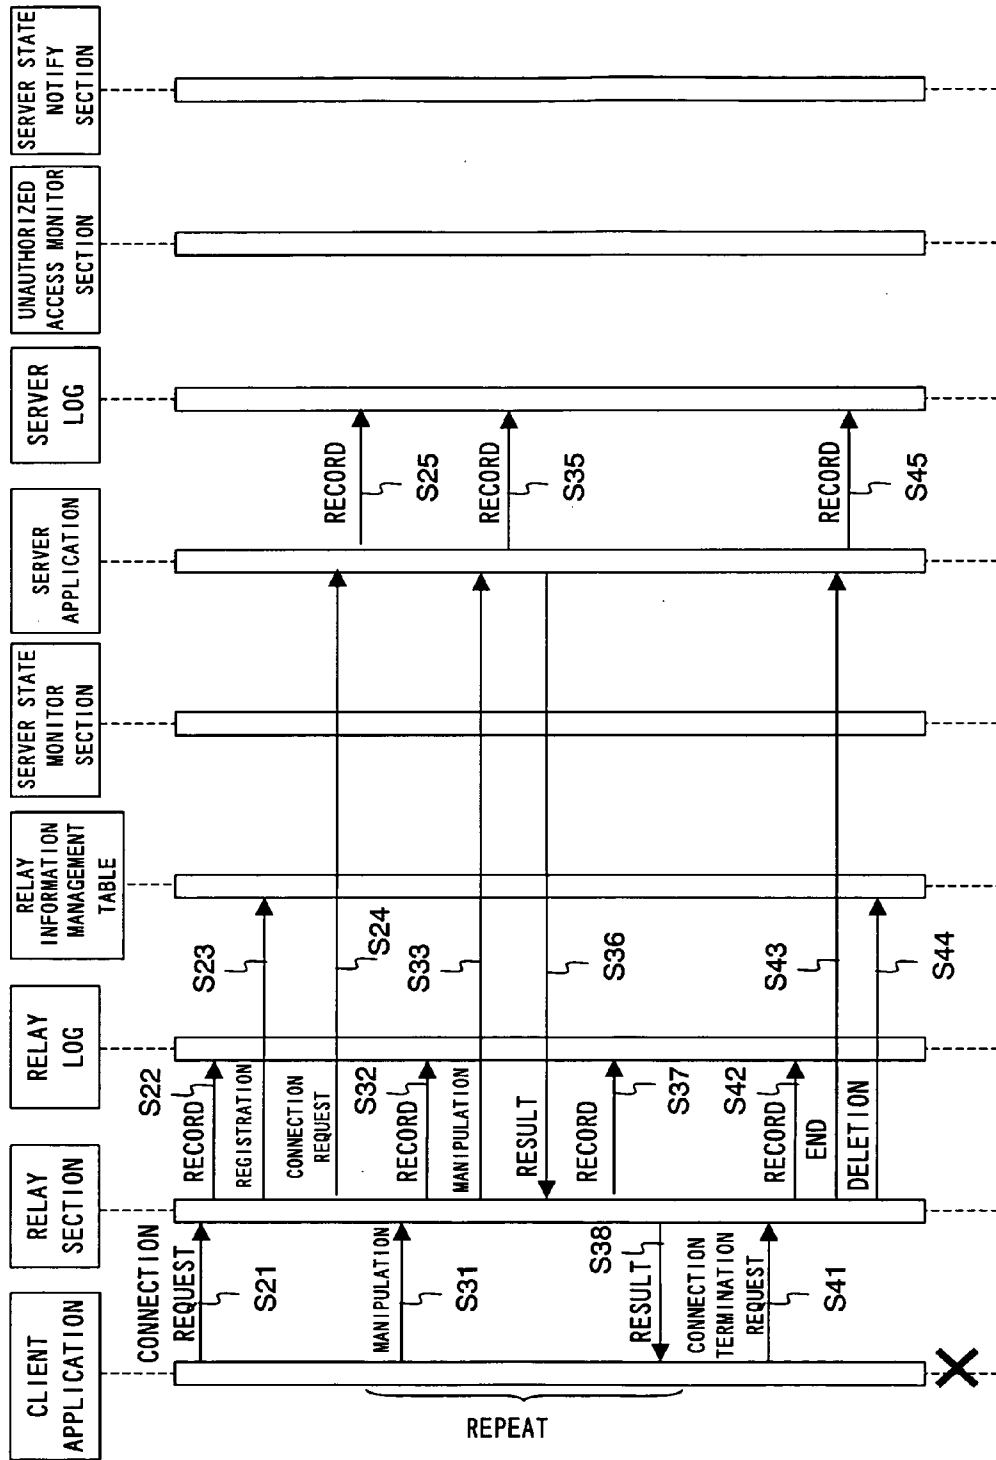 CLIENT
APPLICATION
RELAY
SECTION
RELAY
LOG
RELAY
INFORMATION
MANAGEMENT
TABLE
SERVER STATE
MONITOR
SECTION
SERVER
APPLICATION
SERVER
LOG
UNAUTHORIZED
ACCESS MONITOR
SECTION
SERVER STATE
NOTIFY
SECTION
CONNECTION
REQUEST
S21
RECORD
S22
REGISTRATION
S23
CONNECTION
REQUEST
S24
RECORD
S25
MANIPULATION
S31
RECORD
S32
MANIPULATION
S33
RECORD
S35
RESULT
S36
RECORD
S37
RESULT
S38
REPEAT
CONNECTION
TERMINATION
REQUEST
S41
RECORD
S42
END
S43
DELETION
S44
RECORD
S45